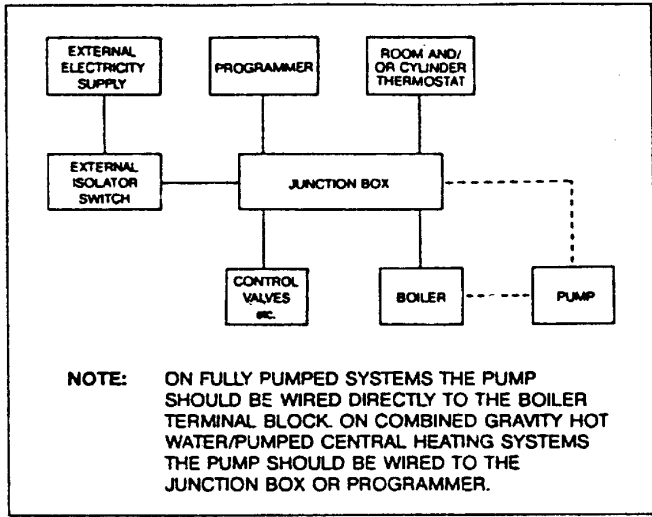 EXTERNAL
ELECTRICITY
SUPPLY
PROGRAMMER
ROOM AND/
OR CYLINDER
THERMOSTAT
EXTERNAL
ISOLATOR
SWITCH
JUNCTION BOX
CONTROL
VALVES
etc.
BOILER
PUMP
NOTE: ON FULLY PUMPED SYSTEMS THE PUMP
SHOULD BE WIRED DIRECTLY TO THE BOILER
TERMINAL BLOCK. ON COMBINED GRAVITY HOT
WATER/PUMPED CENTRAL HEATING SYSTEMS
THE PUMP SHOULD BE WIRED TO THE
JUNCTION BOX OR PROGRAMMER.